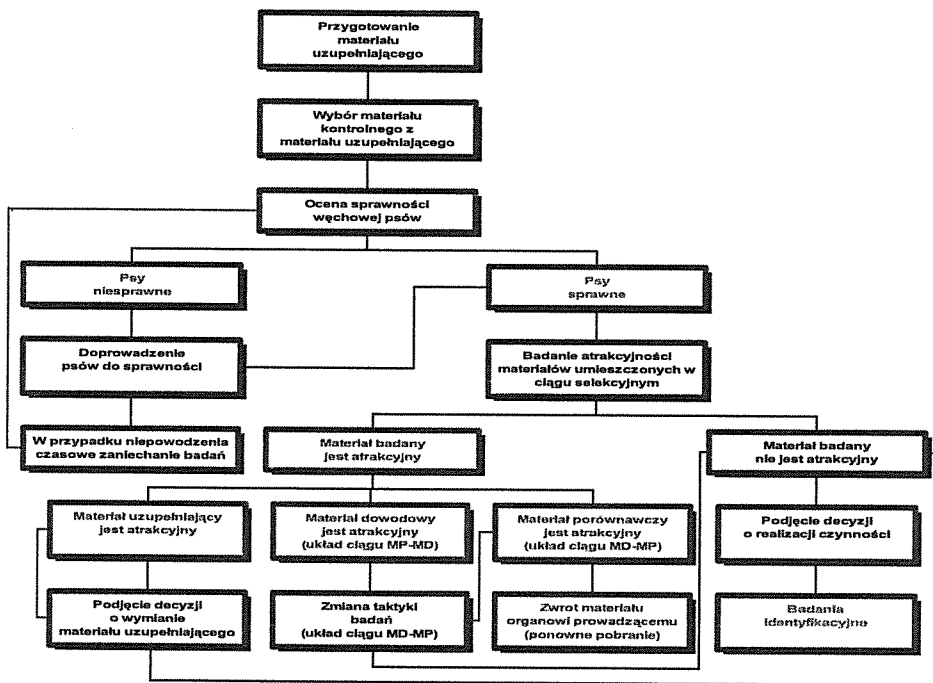 Przygotowanie
materiału
uzupełniającego
Wybór materiału
kontrolnego z
materiału uzupełniającego
Ocena sprawności
węchowej psów
Psy
niesprawne
Psy
sprawne
Doprowadzenie
psów do sprawności
Badanie atrakcyjności
materiałów umieszczonych w
ciągu selekcyjnym
W przypadku niepowodzenia
czasowe zaniechanie badań
Materiał badany
jest atrakcyjny
Materiał badany
nie jest atrakcyjny
Materiał uzupełniający
jest atrakcyjny
Materiał dowodowy
jest atrakcyjny
(układ ciągu MP-MD)
Materiał porównawczy
jest atrakcyjny
(układ ciągu MD-MP)
Podjęcie decyzji
o realizacji czynności
Podjęcie decyzji
o wymianie
materiału uzupełniającego
Zmiana taktyki
badań
(układ ciągu MD-MP)
Zwrot materiału
organowi prowadzącemu
(ponowne pobranie)
Badania
identyfikacyjne